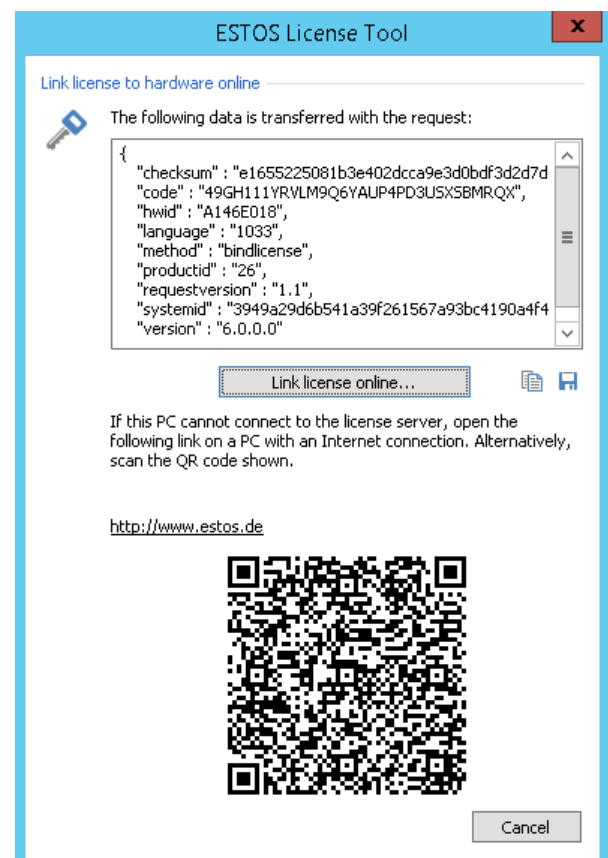 ESTOS License Tool
x
Link license to hardware online
The following data is transferred with the request:
{
"checksum" : "e1655225081b3e402dcca9e3d0bdf3d2d7d
"code" : "49GH111YRVLM9Q6YAUP4PD3USXSBMRQX",
"hwid" : "A146E018",
"language" : "1033",
"method" : "bindlicense",
"productid" : "26",
"requestversion" : "1.1",
"systemid" : "3949a29d6b541a39f261567a93bc4190a4f4
"version" : "6.0.0.0"
Link license online...
If this PC cannot connect to the license server, open the
following link on a PC with an Internet connection. Alternatively,
scan the QR code shown.
http://www.estos.de
Cancel